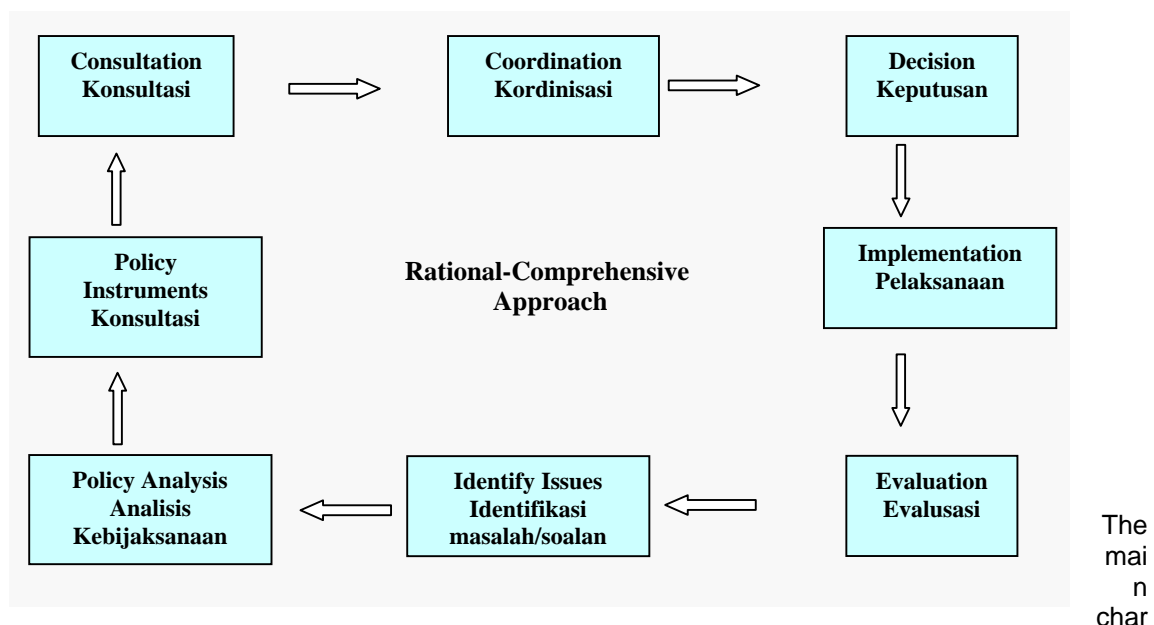 Consultation
Konsultasi
Coordination
Kordinisasi
Decision
Keputusan
Policy
Instruments
Konsultasi
Rational-Comprehensive
Approach
Implementation
Pelaksanaan
Policy Analysis
Analisis
Kebijaksanaan
Identify Issues
Identifikasi
masalah/soalan
Evaluation
Evalusasi
The
mai
n
char